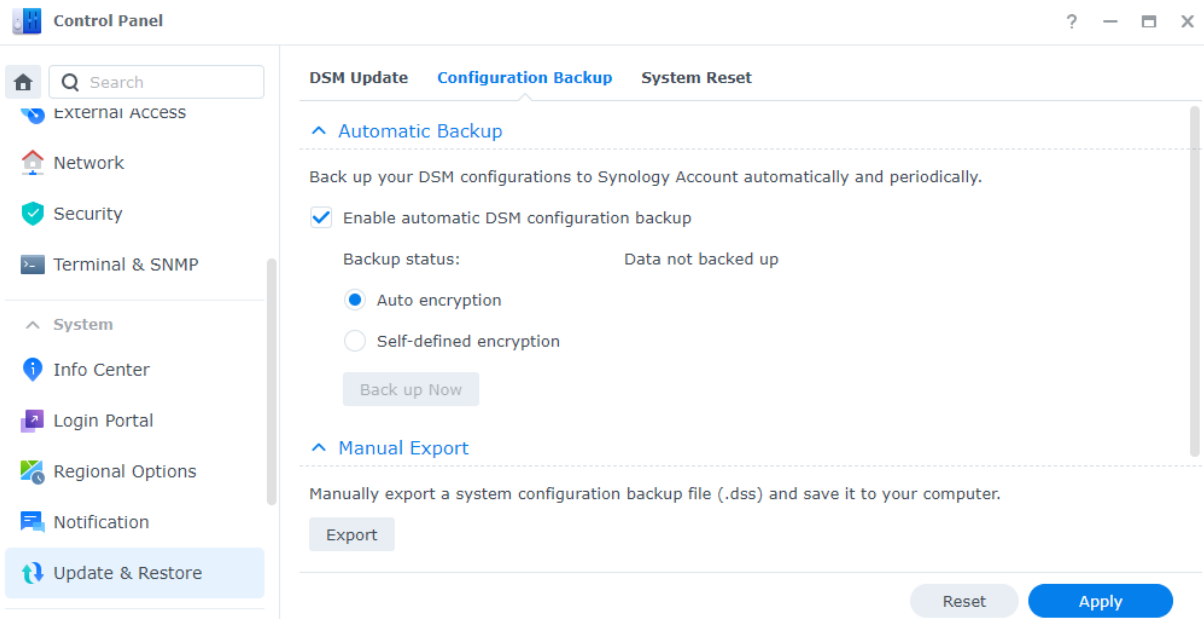 Control Panel
Search
External Access
Network
Security
Terminal & SNMP
System
Info Center
Login Portal
Regional Options
Notification
Update & Restore
DSM Update Configuration Backup System Reset
Automatic Backup
Back up your DSM configurations to Synology Account automatically and periodically.
Enable automatic DSM configuration backup
Backup status: Data not backed up
Auto encryption
Self-defined encryption
Back up Now
Manual Export
Manually export a system configuration backup file (.dss) and save it to your computer.
Export
Reset Apply